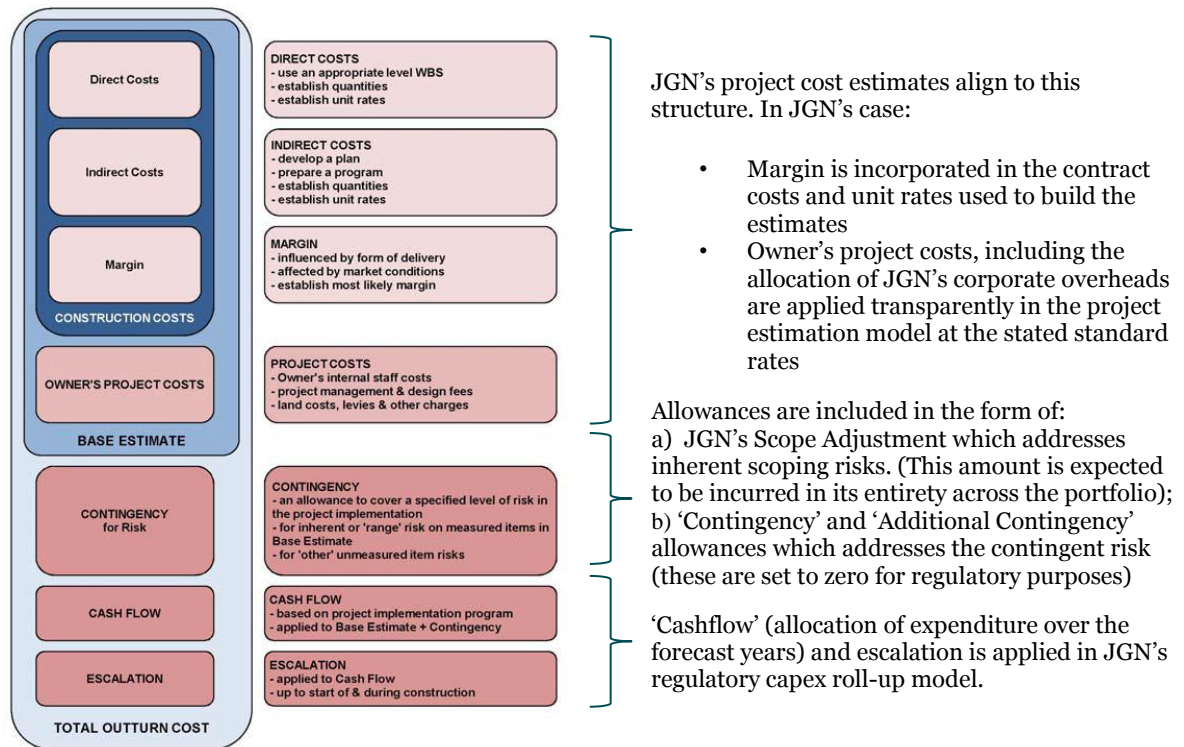 Direct Costs
Indirect Costs
Margin
CONSTRUCTION COSTS
OWNER'S PROJECT COSTS
BASE ESTIMATE
CONTINGENCY
for Risk
CASH FLOW
ESCALATION
TOTAL OUTTURN COST
DIRECT COSTS
- use an appropriate level WBS
- establish quantities
- establish unit rates
INDIRECT COSTS
- develop a plan
- prepare a program
- establish quantities
- establish unit rates
MARGIN
- influenced by form of delivery
- affected by market conditions
- establish most likely margin
PROJECT COSTS
- Owner's internal staff costs
- project management & design fees
- land costs, levies & other charges
CONTINGENCY
- an allowance to cover a specified level of risk in
the project implementation
- for inherent or 'range' risk on measured items in
Base Estimate
- for 'other' unmeasured item risks
CASH FLOW
- based on project implementation program
- applied to Base Estimate + Contingency
ESCALATION
- applied to Cash Flow
- up to start of & during construction
JGN’s project cost estimates align to this
structure. In JGN’s case:
• Margin is incorporated in the contract
costs and unit rates used to build the
estimates
• Owner’s project costs, including the
allocation of JGN’s corporate overheads
are applied transparently in the project
estimation model at the stated standard
rates
Allowances are included in the form of:
a) JGN’s Scope Adjustment which addresses
inherent scoping risks. (This amount is expected
to be incurred in its entirety across the portfolio);
b) ‘Contingency’ and ‘Additional Contingency’
allowances which addresses the contingent risk
(these are set to zero for regulatory purposes)
‘Cashflow’ (allocation of expenditure over the
forecast years) and escalation is applied in JGN’s
regulatory capex roll-up model.